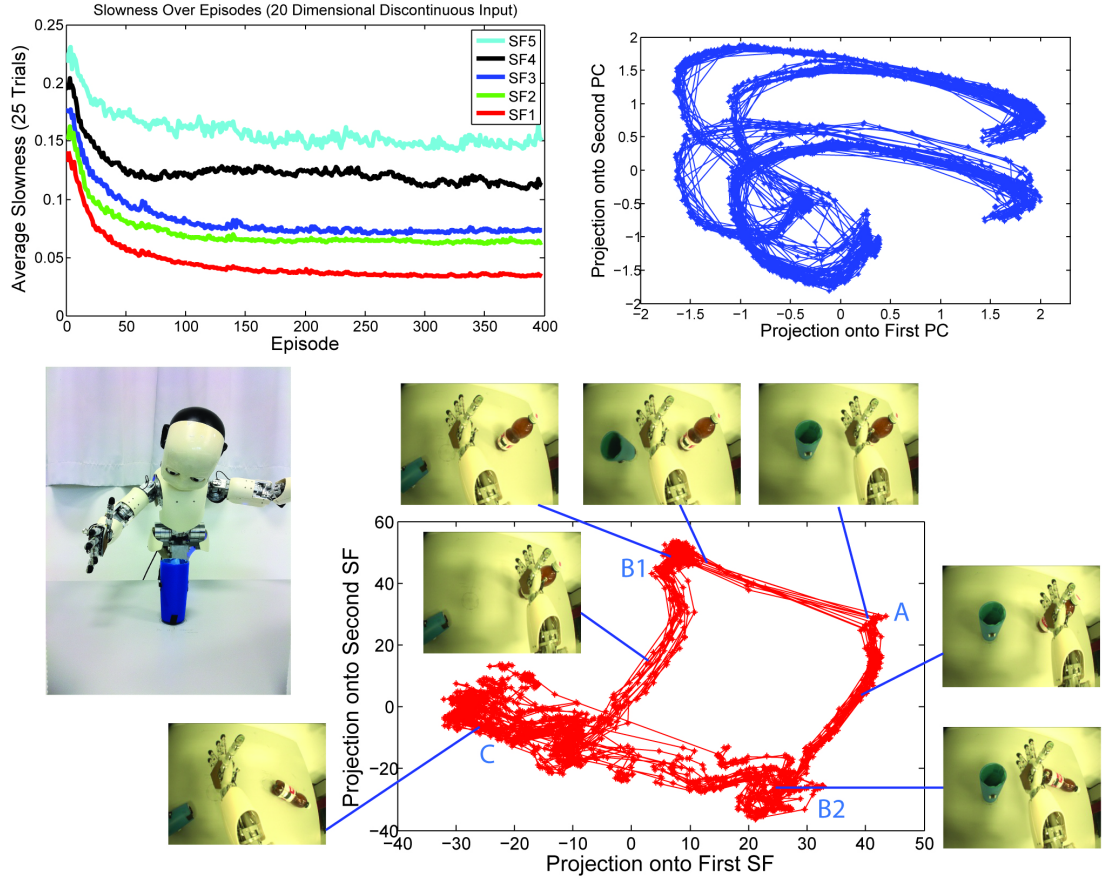 Slowness Over Episodes (20 Dimensional Discontinuous Input)
Average Slowness (25 Trials)
0.25
0.2
0.15
0.1
0.05
0
SF5
SF4
SF3
SF2
SF1
0 50 100 150 200 250 300 350 400
Episode
Projection onto Second PC
2
1.5
1
0.5
0
−0.5
−1
−1.5
−2
−2 −1.5 −1 −0.5 0 0.5 1 1.5 2
Projection onto First PC
Projection onto Second SF
60
40
20
0
−20
−40
B1
A
C
B2
−40 −30 −20 −10 0 10 20 30 40 50
Projection onto First SF